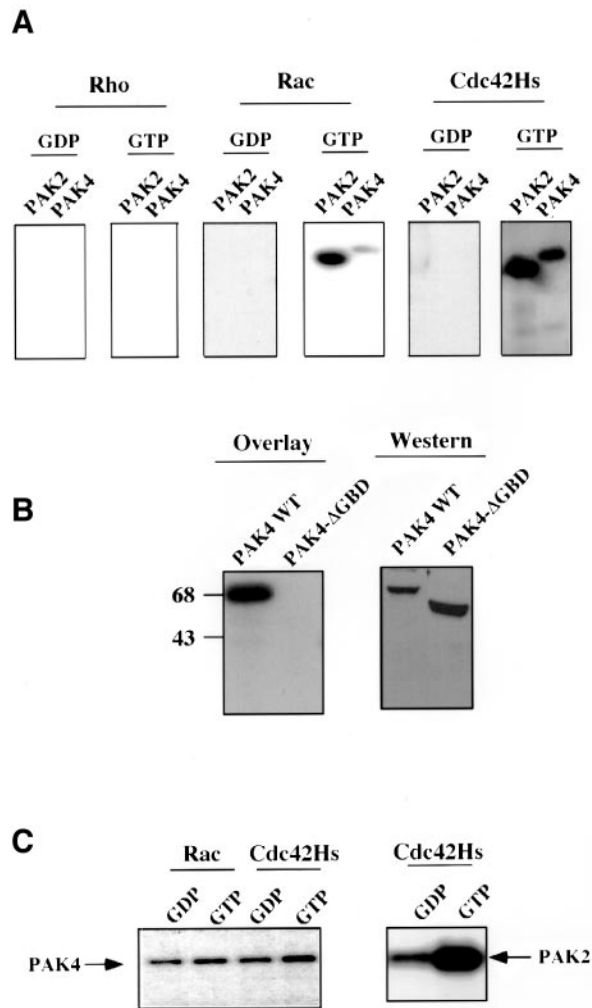 A
Rho Rac Cdc42Hs
GDP GTP GDP GTP GDP GTP
PAK2 PAK4 PAK2 PAK4 PAK2 PAK4 PAK2 PAK4 PAK2 PAK4 PAK2 PAK4
Overlay Western
B
PAK4 WT PAK4-ΔGBD PAK4 WT PAK4-ΔGBD
68
43
C
Rac Cdc42Hs Cdc42Hs
GDP GTP GDP GTP GDP GTP
PAK4 PAK2